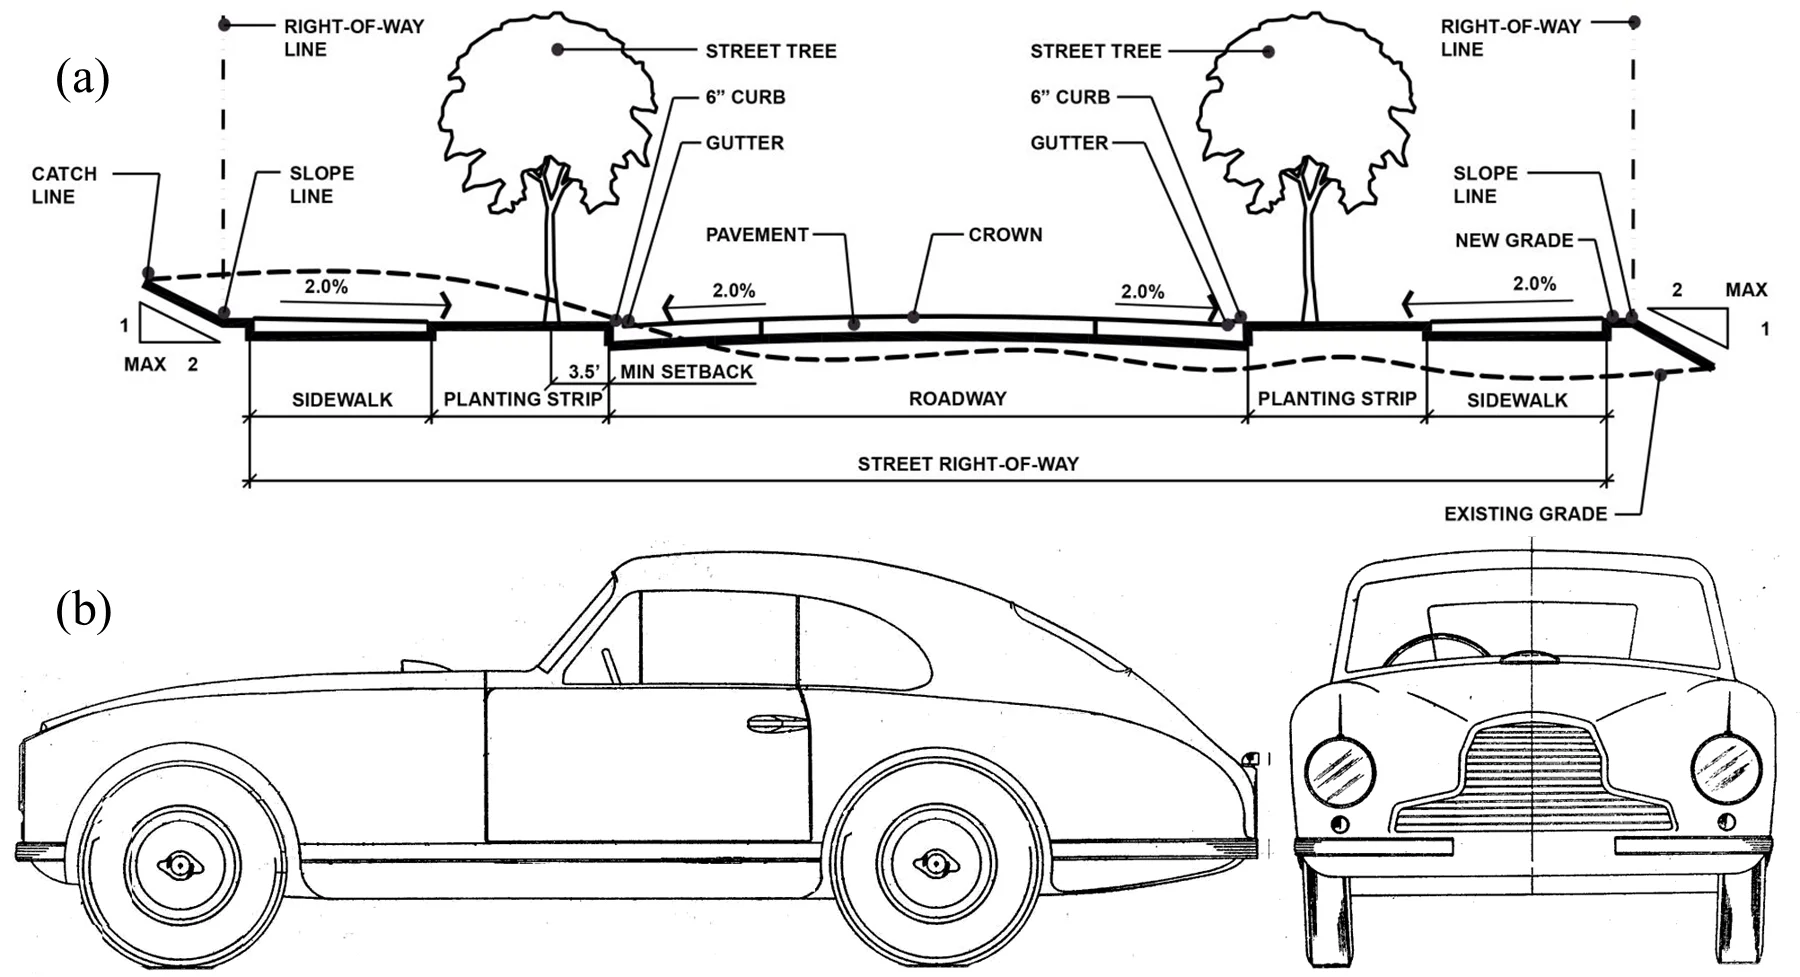 (a)
RIGHT-OF-WAY
LINE
STREET TREE
STREET TREE
RIGHT-OF-WAY
LINE
6” CURB
6” CURB
GUTTER
GUTTER
CATCH
LINE
SLOPE
LINE
SLOPE
LINE
PAVEMENT
CROWN
NEW GRADE
2.0%
2.0%
2.0%
2.0%
2 MAX
1
1
MAX 2
3.5’ MIN SETBACK
SIDEWALK
PLANTING STRIP
ROADWAY
PLANTING STRIP
SIDEWALK
STREET RIGHT-OF-WAY
EXISTING GRADE
(b)